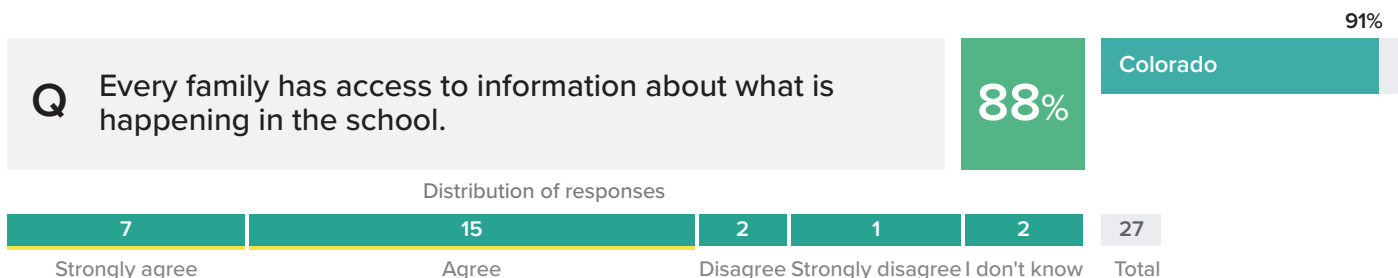 91%
Q
Every family has access to information about what is
happening in the school.
88%
Colorado
Distribution of responses
7 15 2 1 2 27
Strongly agree Agree Disagree Strongly disagree I don't know Total